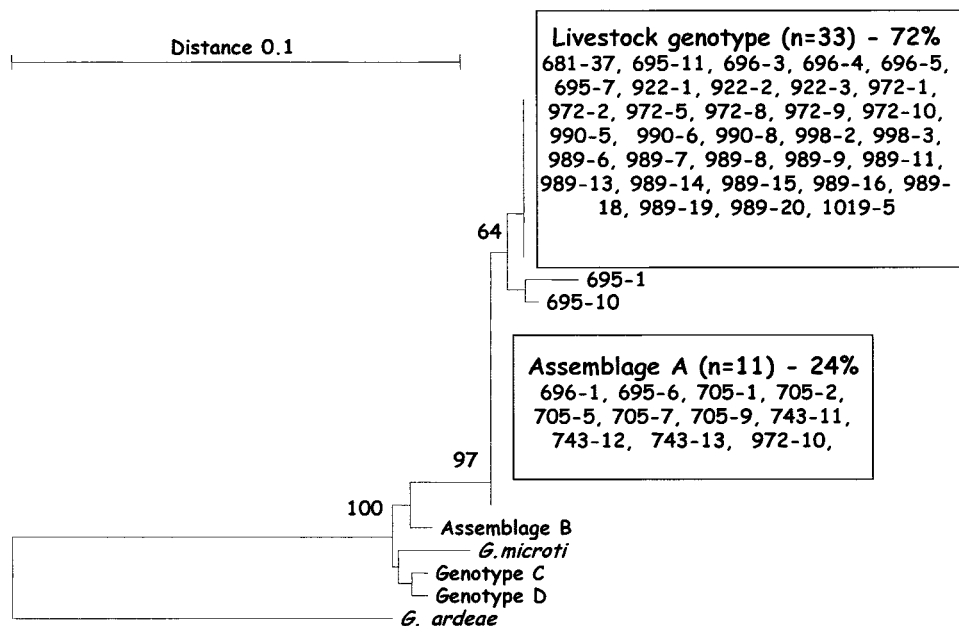 Distance 0.1
Livestock genotype (n=33) - 72%
681-37, 695-11, 696-3, 696-4, 696-5,
695-7, 922-1, 922-2, 922-3, 972-1,
972-2, 972-5, 972-8, 972-9, 972-10,
990-5, 990-6, 990-8, 998-2, 998-3,
989-6, 989-7, 989-8, 989-9, 989-11,
989-13, 989-14, 989-15, 989-16, 989-
18, 989-19, 989-20, 1019-5
64
695-1
695-10
Assemblage A (n=11) - 24%
696-1, 695-6, 705-1, 705-2,
705-5, 705-7, 705-9, 743-11,
743-12, 743-13, 972-10,
97
100
Assemblage B
G.microti
Genotype C
Genotype D
G. ardeae